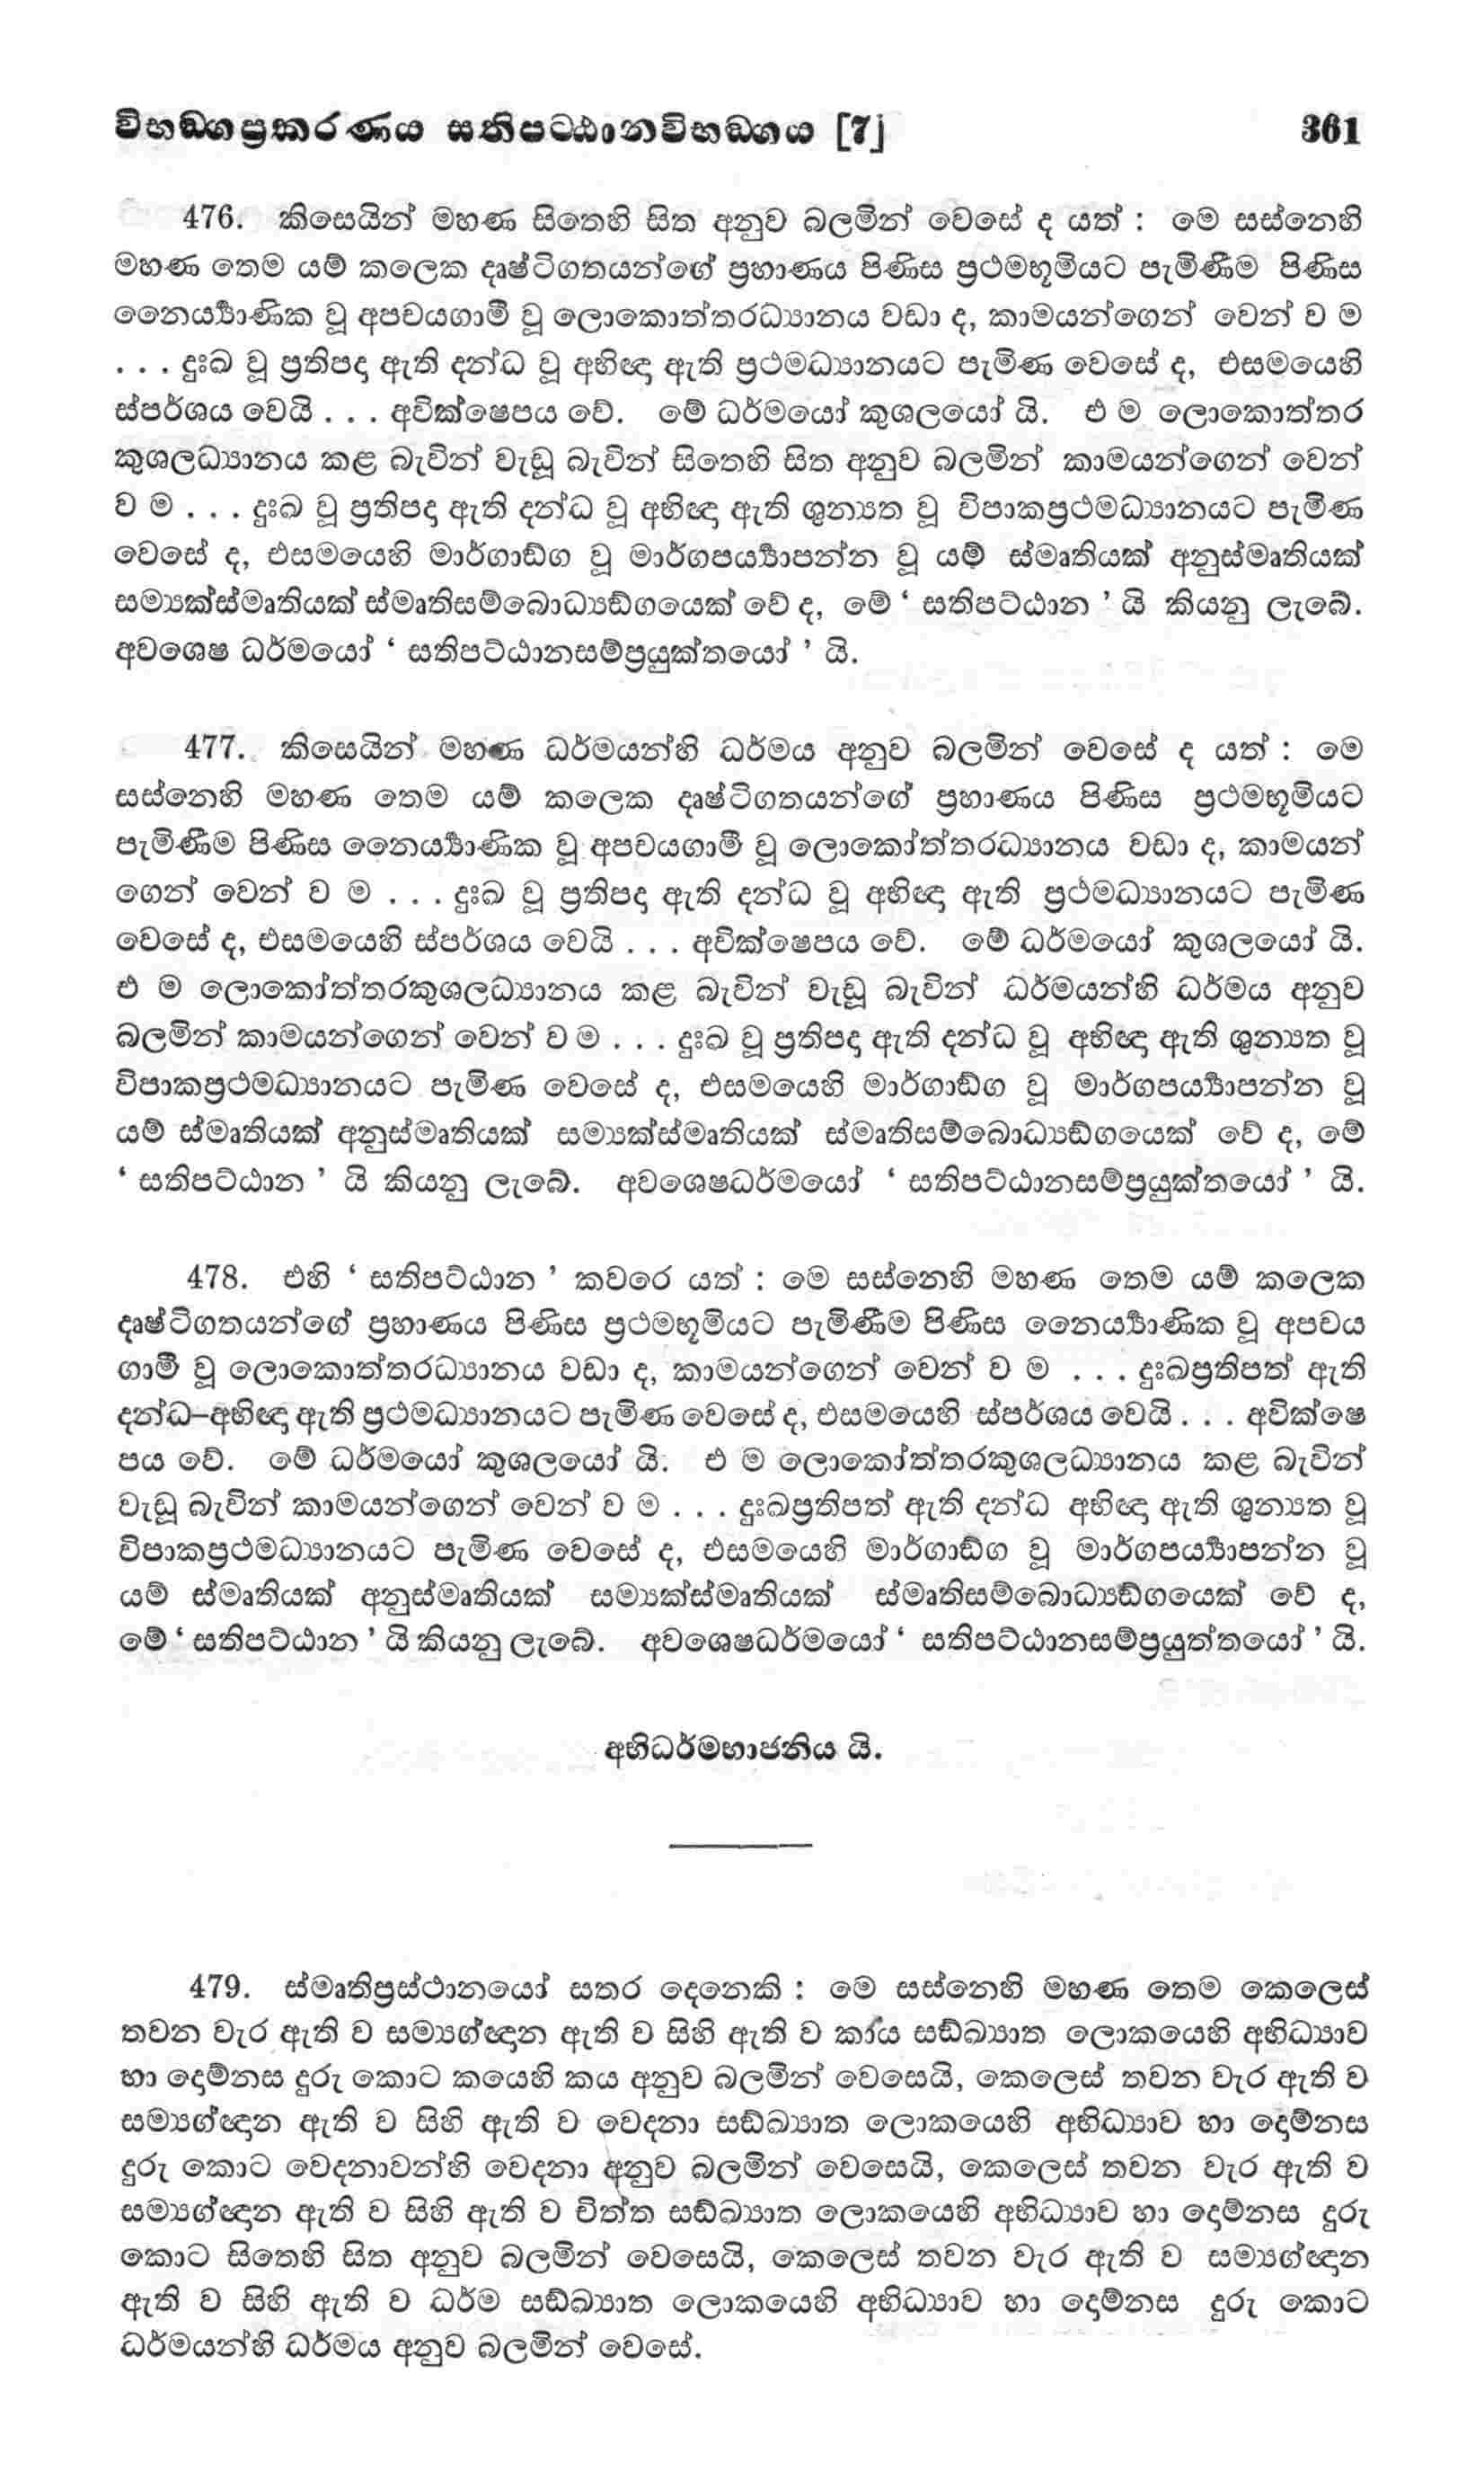 විභඞ්ගප්‍රකරණය සතිපට්ඨානවිභඞ්ගය [7] 361
476. කිසෙයින් මහණ සිතෙහි සිත අනුව බලමින් වෙසේ ද යත් : මෙ සස්නෙහි
මහණ තෙම යම් කලෙක දෘෂ්ටිගතයන්ගේ ප්‍රහාණය පිණිස ප්‍රථමභූමියට පැමිණීම පිණිස
නෛර්‍ය්‍යාණික වූ අපචයගාමී වූ ලොකොත්තරධ්‍යානය වඩා ද, කාමයන්ගෙන් වෙන් ව ම
. . . දුඃඛ වූ ප්‍රතිපදා ඇති දන්ධ වූ අභිඥා ඇති ප්‍රථමධ්‍යානයට පැමිණ වෙසේ ද, එසමයෙහි
ස්පර්ශය වෙයි . . . අවික්ෂෙපය වේ. මේ ධර්මයෝ කුශලයෝ යි. එ ම ලොකොත්තර
කුශලධ්‍යානය කළ බැවින් වැඩූ බැවින් සිතෙහි සිත අනුව බලමින් කාමයන්ගෙන් වෙන්
ව ම . . . දුඃඛ වූ ප්‍රතිපදා ඇති දන්ධ වූ අභිඥා ඇති ශුන්‍යත වූ විපාකප්‍රථමධ්‍යානයට පැමිණ
වෙසේ ද, එසමයෙහි මාර්ගාඞ්ග වූ මාර්ගපර්‍ය්‍යාපන්න වූ යම් ස්මෘතියක් අනුස්මෘතියක්
සම්‍යක්ස්මෘතියක් ස්මෘතිසම්බොධ්‍යඞ්ගයෙක් වේ ද, මේ ‘ සතිපට්ඨාන ’ යි කියනු ලැබේ.
අවශෙෂ ධර්මයෝ ‘ සතිපට්ඨානසම්ප්‍රයුක්තයෝ ’ යි.
477. කිසෙයින් මහණ ධර්මයන්හි ධර්මය අනුව බලමින් වෙසේ ද යත් : මෙ
සස්නෙහි මහණ තෙම යම් කලෙක දෘෂ්ටිගතයන්ගේ ප්‍රහාණය පිණිස ප්‍රථමභූමියට
පැමිණීම පිණිස නෛර්‍ය්‍යාණික වූ අපචයගාමී වූ ලොකෝත්තරධ්‍යානය වඩා ද, කාමයන්
ගෙන් වෙන් ව ම . . . දුඃඛ වූ ප්‍රතිපදා ඇති දන්ධ වූ අභිඥා ඇති ප්‍රථමධ්‍යානයට පැමිණ
වෙසේ ද, එසමයෙහි ස්පර්ශය වෙයි . . . අවික්ෂෙපය වේ. මේ ධර්මයෝ කුශලයෝ යි.
එ ම ලොකෝත්තරකුශලධ්‍යානය කළ බැවින් වැඩූ බැවින් ධර්මයන්හි ධර්මය අනුව
බලමින් කාමයන්ගෙන් වෙන් ව ම . . . දුඃඛ වූ ප්‍රතිපදා ඇති දන්ධ වූ අභිඥා ඇති ශුන්‍යත වූ
විපාකප්‍රථමධ්‍යානයට පැමිණ වෙසේ ද, එසමයෙහි මාර්ගාඞ්ග වූ මාර්ගපර්‍ය්‍යාපන්න වූ
යම් ස්මෘතියක් අනුස්මෘතියක් සම්‍යක්ස්මෘතියක් ස්මෘතිසම්බොධ්‍යඞ්ගයෙක් වේ ද, මේ
‘ සතිපට්ඨාන ’ යි කියනු ලැබේ. අවශෙෂධර්මයෝ ‘ සතිපට්ඨානසම්ප්‍රයුක්තයෝ ’ යි.
478. එහි ‘ සතිපට්ඨාන ’ කවරෙ යත් : මෙ සස්නෙහි මහණ තෙම යම් කලෙක
දෘෂ්ටිගතයන්ගේ ප්‍රහාණය පිණිස ප්‍රථමභූමියට පැමිණීම පිණිස නෛර්‍ය්‍යාණික වූ අපචය
ගාමී වූ ලොකොත්තරධ්‍යානය වඩා ද, කාමයන්ගෙන් වෙන් ව ම . . . දුඃඛප්‍රතිපත් ඇති
දන්ධ–අභිඥා ඇති ප්‍රථමධ්‍යානයට පැමිණ වෙසේ ද, එසමයෙහි ස්පර්ශය වෙයි . . . අවික්ෂෙ
පය වේ. මේ ධර්මයෝ කුශලයෝ යි. එ ම ලොකෝත්තරකුශලධ්‍යානය කළ බැවින්
වැඩූ බැවින් කාමයන්ගෙන් වෙන් ව ම . . . දුඃඛප්‍රතිපත් ඇති දන්ධ අභිඥා ඇති ශුන්‍යත වූ
විපාකප්‍රථමධ්‍යානයට පැමිණ වෙසේ ද, එසමයෙහි මාර්ගාඞ්ග වූ මාර්ගපර්‍ය්‍යාපන්න වූ
යම් ස්මෘතියක් අනුස්මෘතියක් සම්‍යක්ස්මෘතියක් ස්මෘතිසම්බොධ්‍යඞ්ගයෙක් වේ ද,
මේ ‘ සතිපට්ඨාන ’ යි කියනු ලැබේ. අවශෙෂධර්මයෝ ‘ සතිපට්ඨානසම්ප්‍රයුත්තයෝ ’ යි.
අභිධර්මභාජනිය යි.
479. ස්මෘතිප්‍රස්ථානයෝ සතර දෙනෙකි : මෙ සස්නෙහි මහණ තෙම කෙලෙස්
තවන වැර ඇති ව සම්‍යග්ඥාන ඇති ව සිහි ඇති ව කාය සඞ්ඛ්‍යාත ලොකයෙහි අභිධ්‍යාව
හා දොම්නස දුරු කොට කයෙහි කය අනුව බලමින් වෙසෙයි, කෙලෙස් තවන වැර ඇති ව
සම්‍යග්ඥාන ඇති ව සිහි ඇති ව වෙදනා සඞ්ඛ්‍යාත ලොකයෙහි අභිධ්‍යාව හා දොම්නස
දුරු කොට වෙදනාවන්හි වෙදනා අනුව බලමින් වෙසෙයි, කෙලෙස් තවන වැර ඇති ව
සම්‍යග්ඥාන ඇති ව සිහි ඇති ව චිත්ත සඞ්ඛ්‍යාත ලොකයෙහි අභිධ්‍යාව හා දොම්නස දුරු
කොට සිතෙහි සිත අනුව බලමින් වෙසෙයි, කෙලෙස් තවන වැර ඇති ව සම්‍යග්ඥාන
ඇති ව සිහි ඇති ව ධර්ම සඞ්ඛ්‍යාත ලොකයෙහි අභිධ්‍යාව හා දොම්නස දුරු කොට
ධර්මයන්හි ධර්මය අනුව බලමින් වෙසේ.